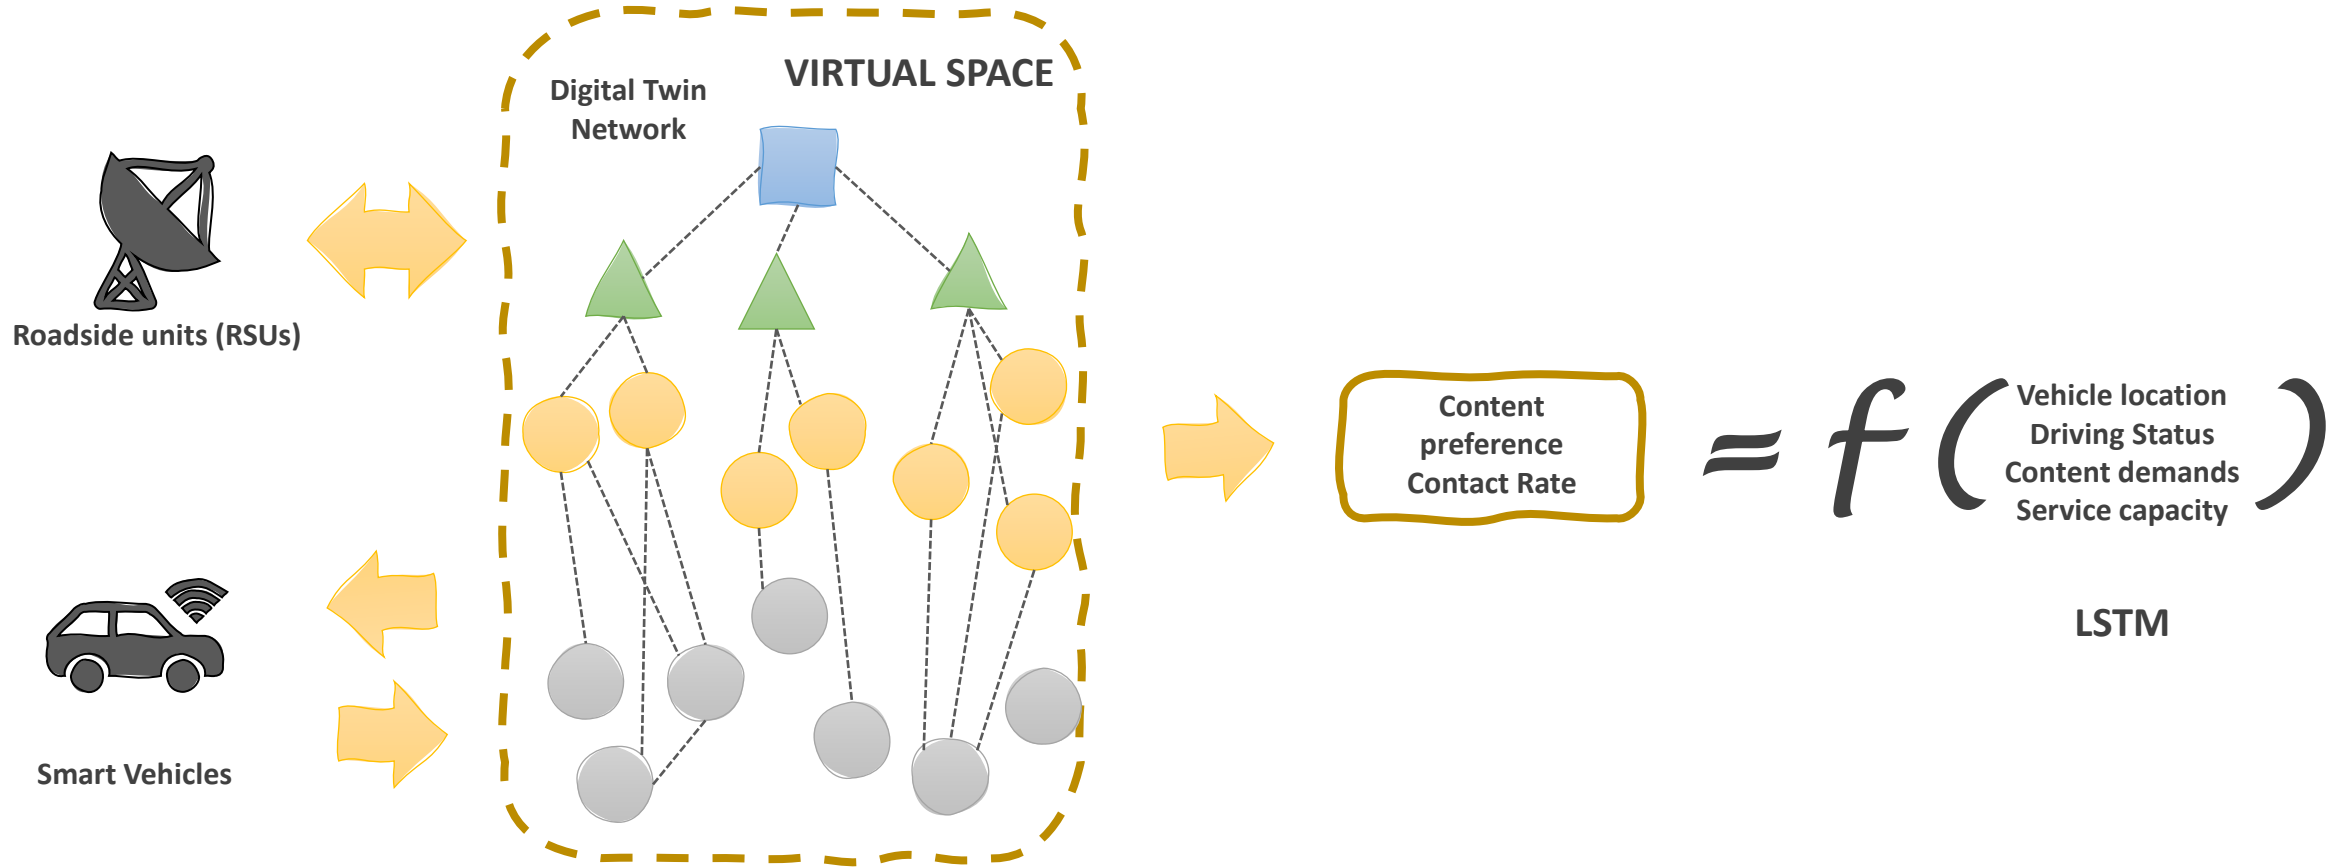 VIRTUAL SPACE
Digital Twin
Network
Roadside units (RSUs)
Smart Vehicles
Content
preference
Contact Rate
= f (
Vehicle location
Driving Status
Content demands
Service capacity
)
LSTM